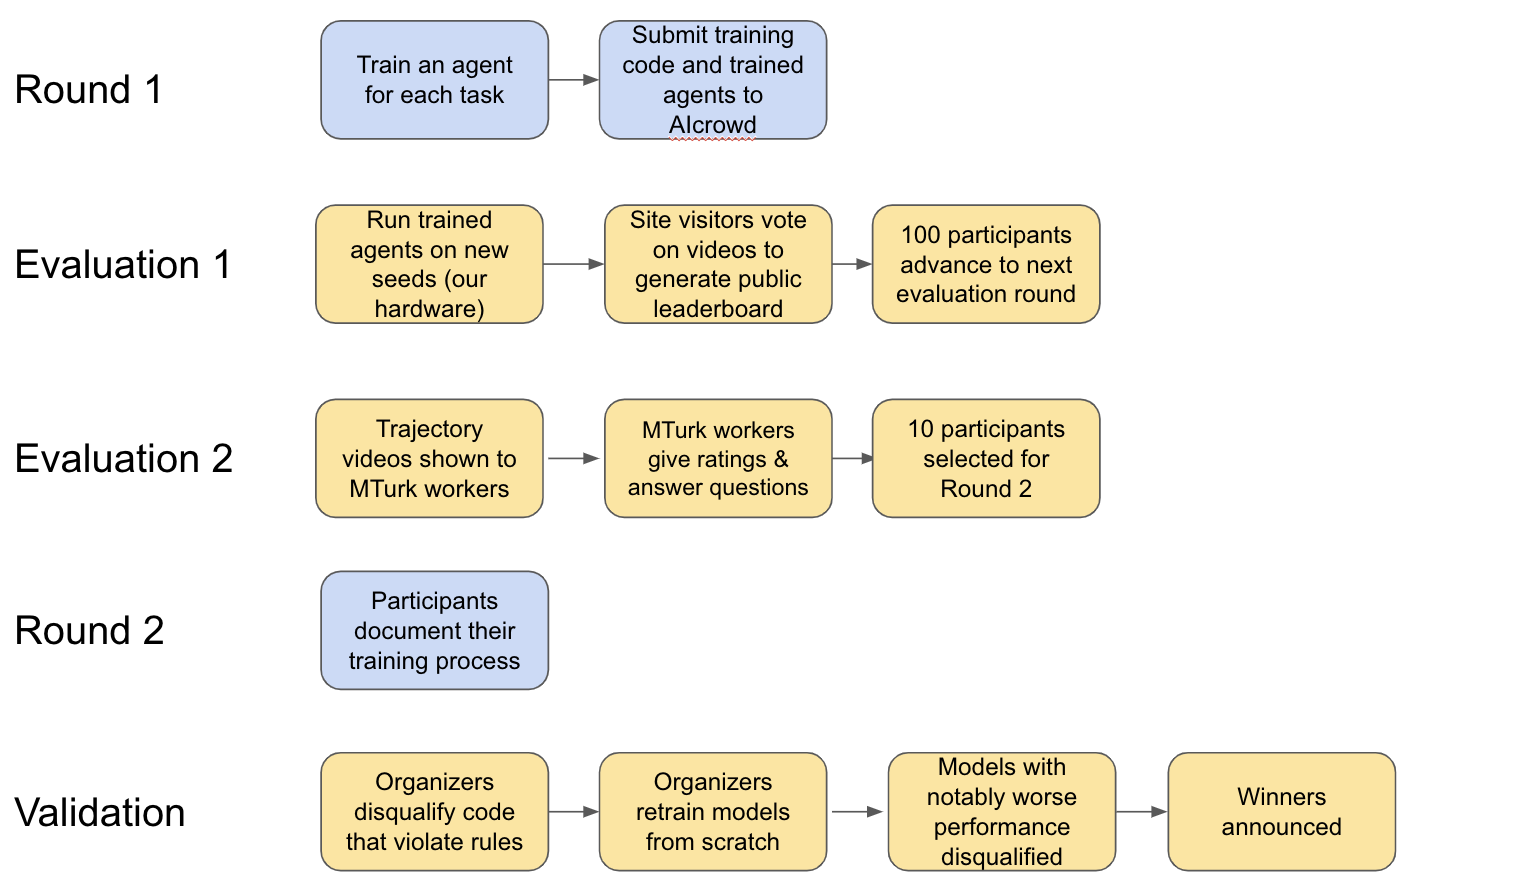 Round 1
Train an agent
for each task
Submit training
code and trained
agents to
AIcrowd
Evaluation 1
Run trained
agents on new
seeds (our
hardware)
Site visitors vote
on videos to
generate public
leaderboard
100 participants
advance to next
evaluation round
Evaluation 2
Trajectory
videos shown to
MTurk workers
MTurk workers
give ratings &
answer questions
10 participants
selected for
Round 2
Round 2
Participants
document their
training process
Validation
Organizers
disqualify code
that violate rules
Organizers
retrain models
from scratch
Models with
notably worse
performance
disqualified
Winners
announced